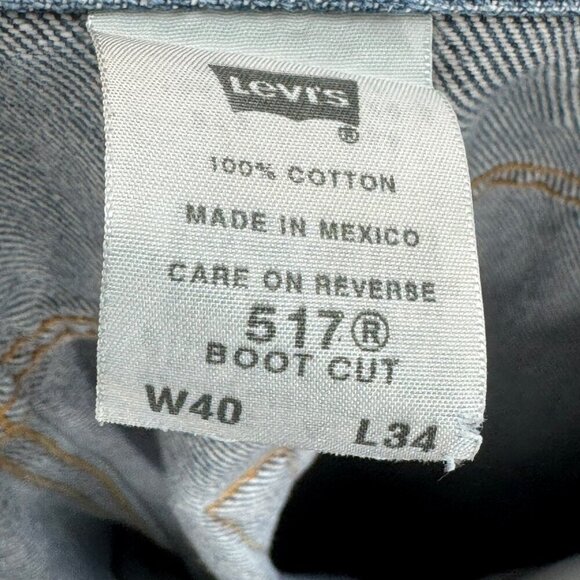 Levi's
®
100% COTTON
MADE IN MEXICO
CARE ON REVERSE
517®
BOOT CUT
W40 L34